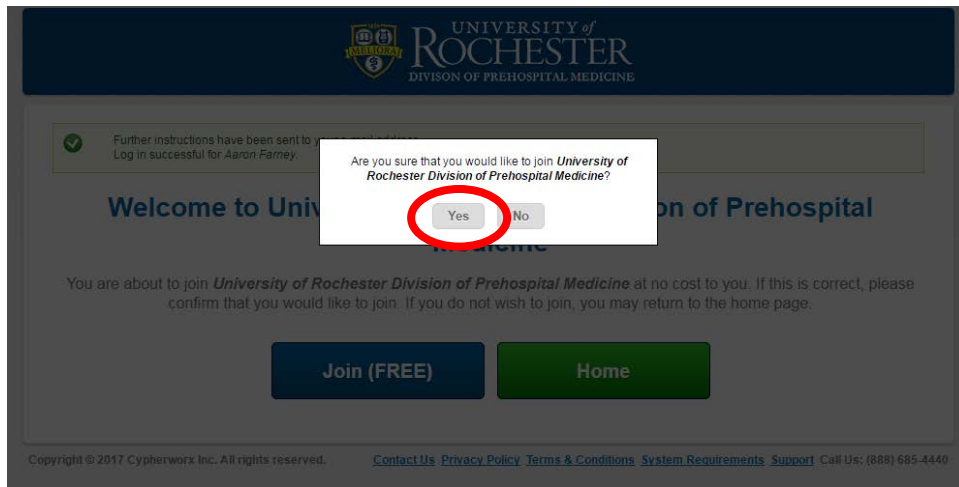 MELIORA
UNIVERSITY of
ROCHESTER
DIVISON OF PREHOSPITAL MEDICINE
Further instructions have been sent to
Log in successful for Aaron Farney.
Are you sure that you would like to join University of
Rochester Division of Prehospital Medicine?
Yes No
Welcome to Univ on of Prehospital
You are about to join University of Rochester Division of Prehospital Medicine at no cost to you. If this is correct, please
confirm that you would like to join. If you do not wish to join, you may return to the home page.
Join (FREE) Home
Copyright © 2017 Cypherworx Inc. All rights reserved. Contact Us Privacy Policy Terms & Conditions System Requirements Support Call Us: (888) 685-4440